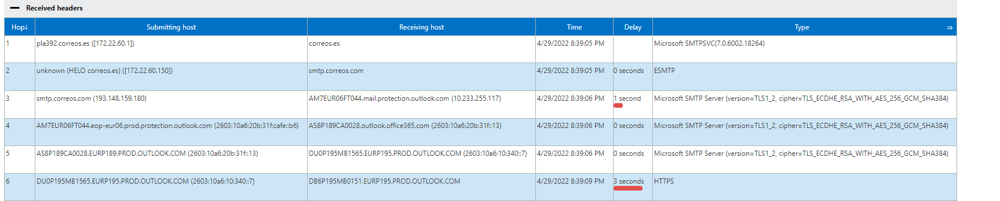 Received headers
Hop↓ Submitting host Receiving host Time Delay Type ⇒
1 pla392.correos.es ([172.22.60.1]) correos.es 4/29/2022 8:39:05 PM Microsoft SMTPSVC(7.0.6002.18264)
2 unknown (HELO correos.es) ([172.22.60.150]) smtp.correos.com 4/29/2022 8:39:05 PM 0 seconds ESMTP
3 smtp.correos.com (193.148.159.180) AM7EUR06FT044.mail.protection.outlook.com (10.233.255.117) 4/29/2022 8:39:06 PM 1 second Microsoft SMTP Server (version=TLS1_2, cipher=TLS_ECDHE_RSA_WITH_AES_256_GCM_SHA384)
4 AM7EUR06FT044.eop-eur06.prod.protection.outlook.com (2603:10a6:20b:31f:cafe::b6) AS8P189CA0028.outlook.office365.com (2603:10a6:20b:31f::13) 4/29/2022 8:39:06 PM 0 seconds Microsoft SMTP Server (version=TLS1_2, cipher=TLS_ECDHE_RSA_WITH_AES_256_GCM_SHA384)
5 AS8P189CA0028.EURP189.PROD.OUTLOOK.COM (2603:10a6:20b:31f::13) DU0P195MB1565.EURP195.PROD.OUTLOOK.COM (2603:10a6:10:340::7) 4/29/2022 8:39:06 PM 0 seconds Microsoft SMTP Server (version=TLS1_2, cipher=TLS_ECDHE_RSA_WITH_AES_256_GCM_SHA384)
6 DU0P195MB1565.EURP195.PROD.OUTLOOK.COM (2603:10a6:10:340::7) DB6P195MB0151.EURP195.PROD.OUTLOOK.COM 4/29/2022 8:39:09 PM 3 seconds HTTPS